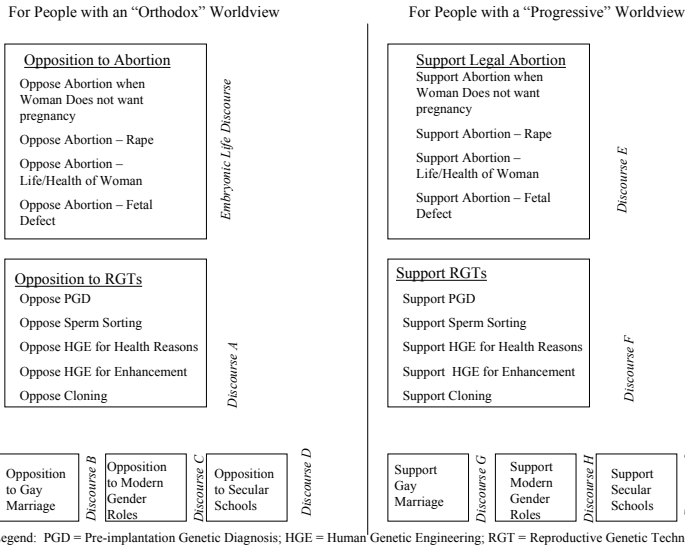 For People with an “Orthodox” Worldview
For People with a “Progressive” Worldview
Opposition to Abortion
Oppose Abortion when
Woman Does not want
pregnancy
Oppose Abortion – Rape
Oppose Abortion –
Life/Health of Woman
Oppose Abortion – Fetal
Defect
Embryonic Life Discourse
Support Legal Abortion
Support Abortion when
Woman Does not want
pregnancy
Support Abortion – Rape
Support Abortion –
Life/Health of Woman
Support Abortion – Fetal
Defect
Discourse E
Opposition to RGTs
Oppose PGD
Oppose Sperm Sorting
Oppose HGE for Health Reasons
Oppose HGE for Enhancement
Oppose Cloning
Discourse A
Support RGTs
Support PGD
Support Sperm Sorting
Support HGE for Health Reasons
Support HGE for Enhancement
Support Cloning
Discourse F
Opposition
to Gay
Marriage
Discourse B
Opposition
to Modern
Gender
Roles
Discourse C
Opposition
to Secular
Schools
Discourse D
Support
Gay
Marriage
Discourse G
Support
Modern
Gender
Roles
Discourse H
Support
Secular
Schools
egend: PGD = Pre-implantation Genetic Diagnosis; HGE = Human Genetic Engineering; RGT = Reproductive Genetic Techn